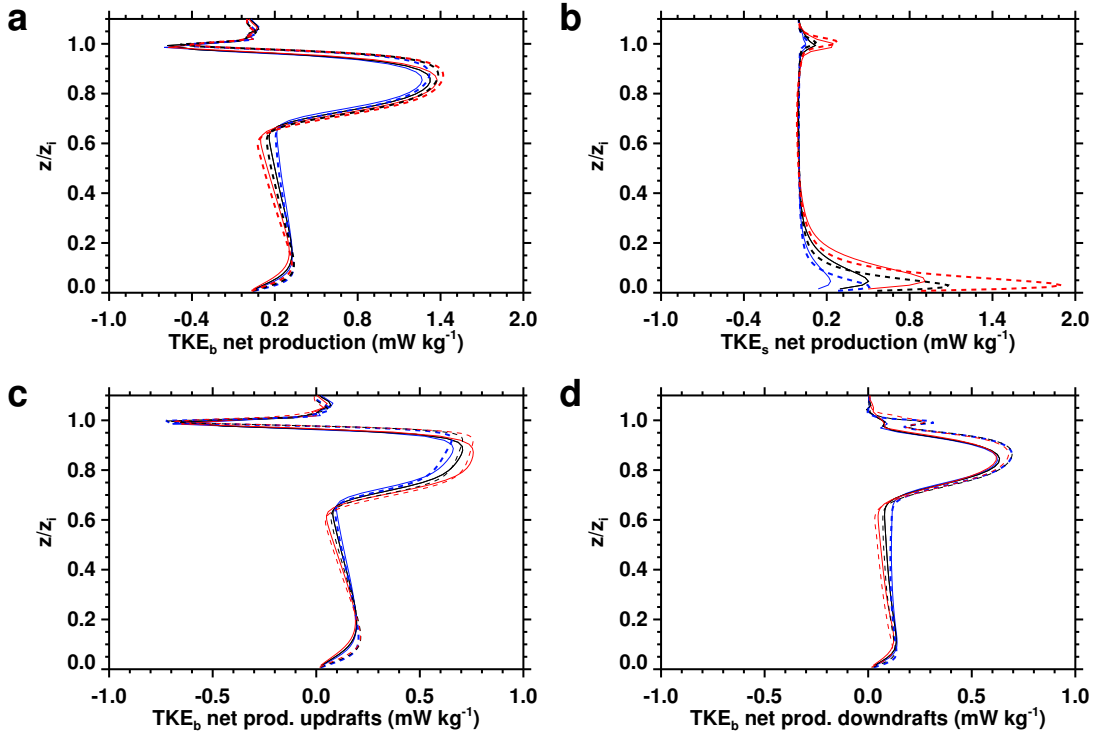 a
1.0
0.8
0.6
0.4
0.2
0.0
z/zi
-1.0 -0.4 0.2 0.8 1.4 2.0
TKEb net production (mW kg-1)
b
1.0
0.8
0.6
0.4
0.2
0.0
z/zi
-1.0 -0.4 0.2 0.8 1.4 2.0
TKEs net production (mW kg-1)
c
1.0
0.8
0.6
0.4
0.2
0.0
z/zi
-1.0 -0.5 0.0 0.5 1.0
TKEb net prod. updrafts (mW kg-1)
d
1.0
0.8
0.6
0.4
0.2
0.0
z/zi
-1.0 -0.5 0.0 0.5 1.0
TKEb net prod. downdrafts (mW kg-1)